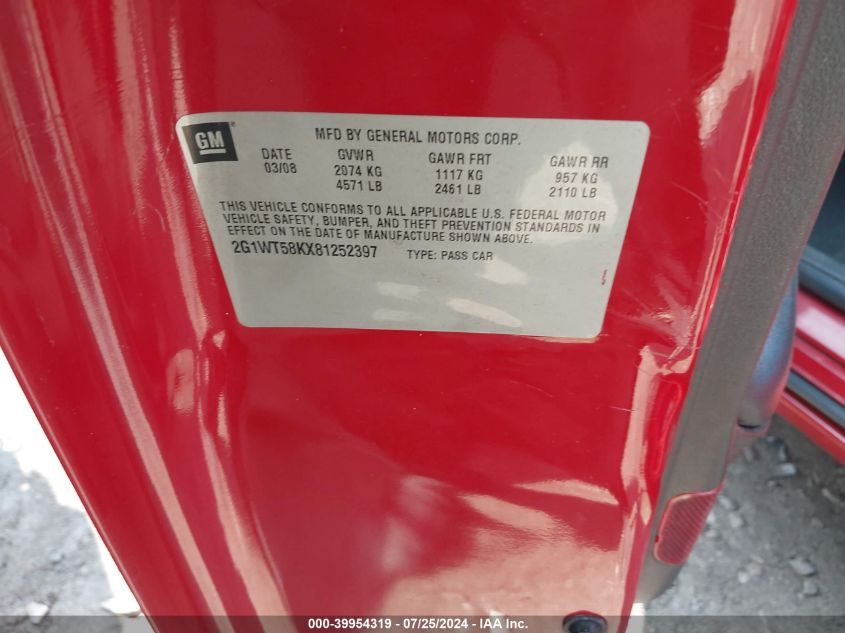 GM
MFD BY GENERAL MOTORS CORP.
DATE GVWR GAWR FRT GAWR RR
03/08 2074 KG 1117 KG 957 KG
4571 LB 2461 LB 2110 LB
THIS VEHICLE CONFORMS TO ALL APPLICABLE U.S. FEDERAL MOTOR
VEHICLE SAFETY, BUMPER, AND THEFT PREVENTION STANDARDS IN
EFFECT ON THE DATE OF MANUFACTURE SHOWN ABOVE.
2G1WT58KX81252397 TYPE: PASS CAR
000-39954319 - 07/25/2024 - IAA Inc.